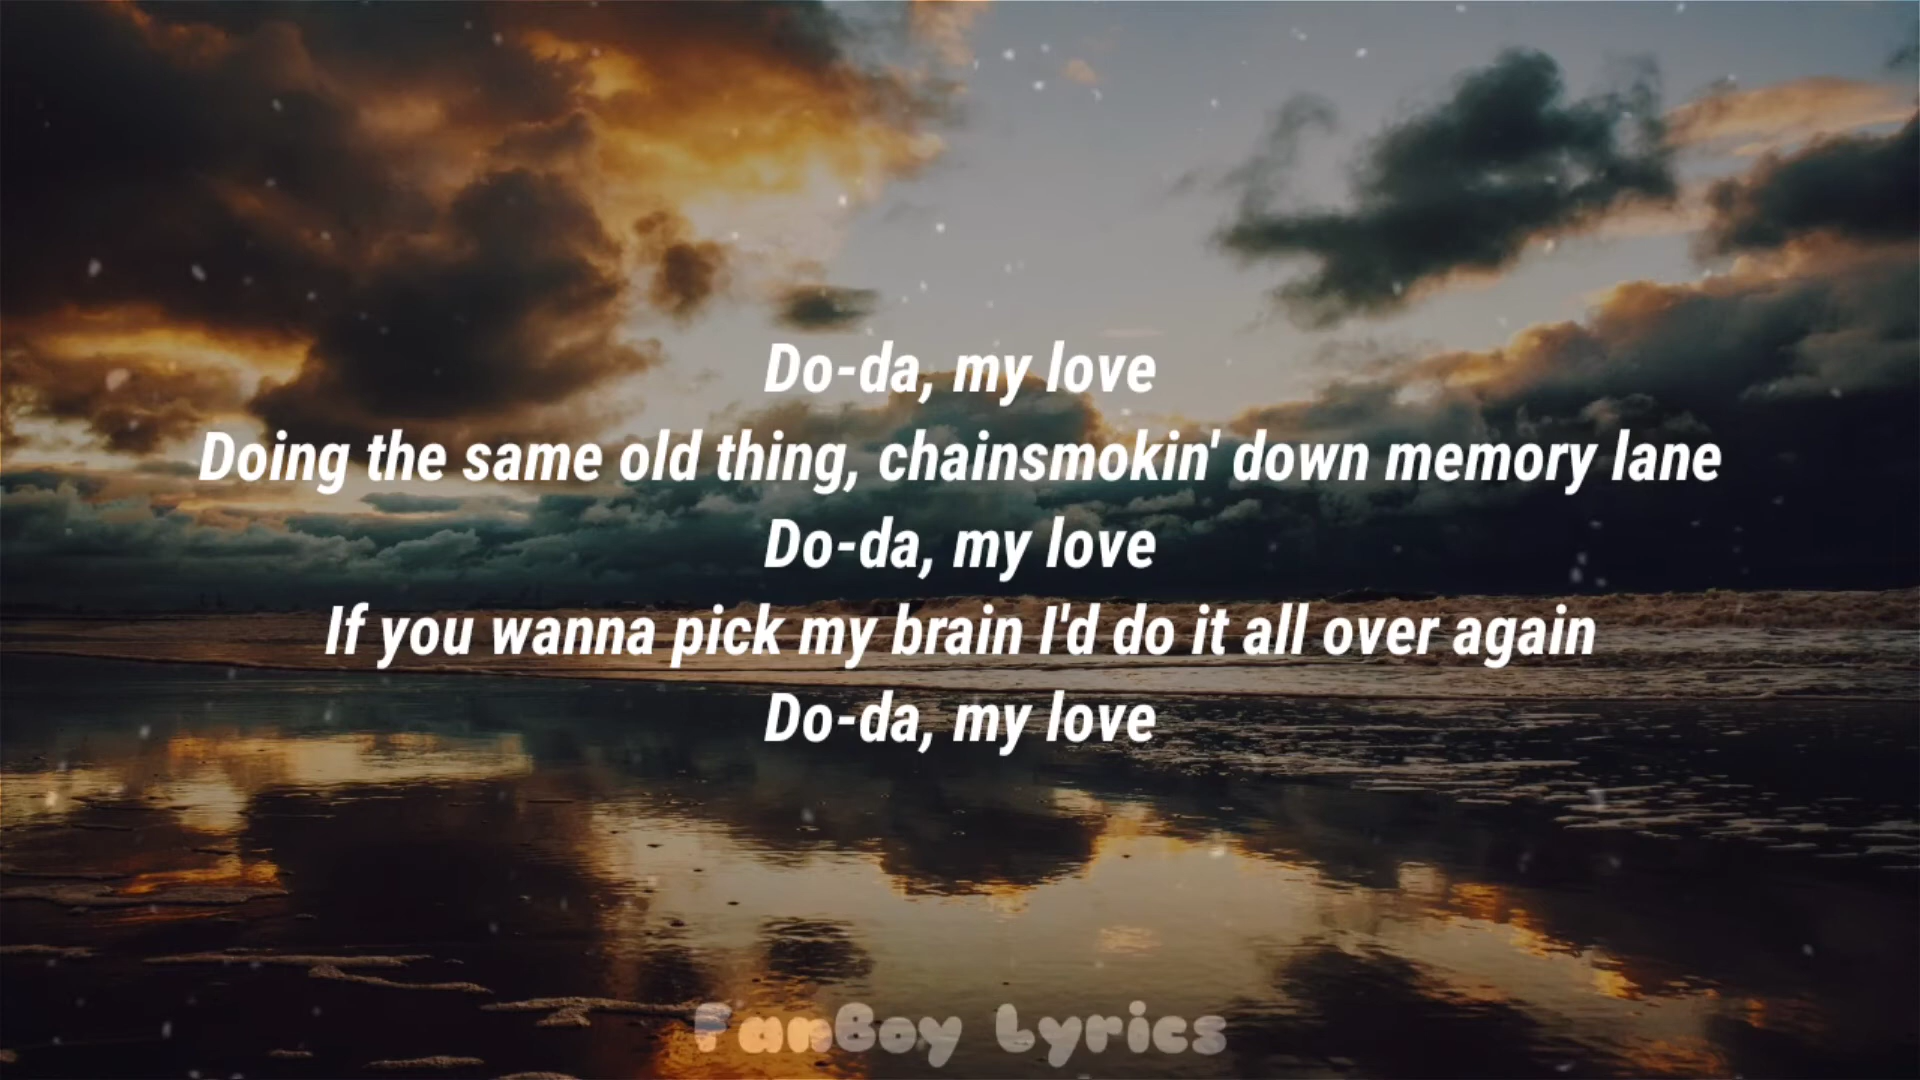 Do-da, my love
Doing the same old thing, chainsmokin' down memory lane
Do-da, my love
If you wanna pick my brain I'd do it all over again
Do-da, my love
FanBoy Lyrics